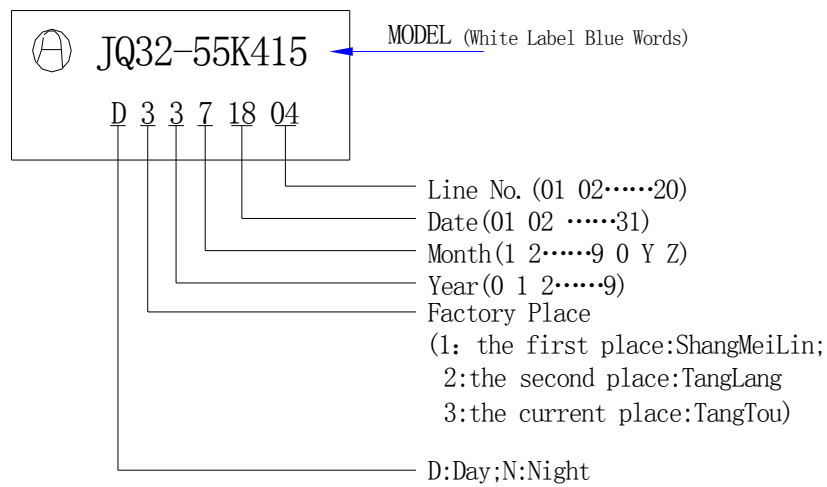 A JQ32-55K415
MODEL (White Label Blue Words)
D 3 3 7 18 04
Line No.(01 02······20)
Date(01 02 ······31)
Month(1 2······9 0 Y Z)
Year(0 1 2······9)
Factory Place
(1: the first place:ShangMeiLin;
2:the second place:TangLang
3:the current place:TangTou)
D:Day;N:Night